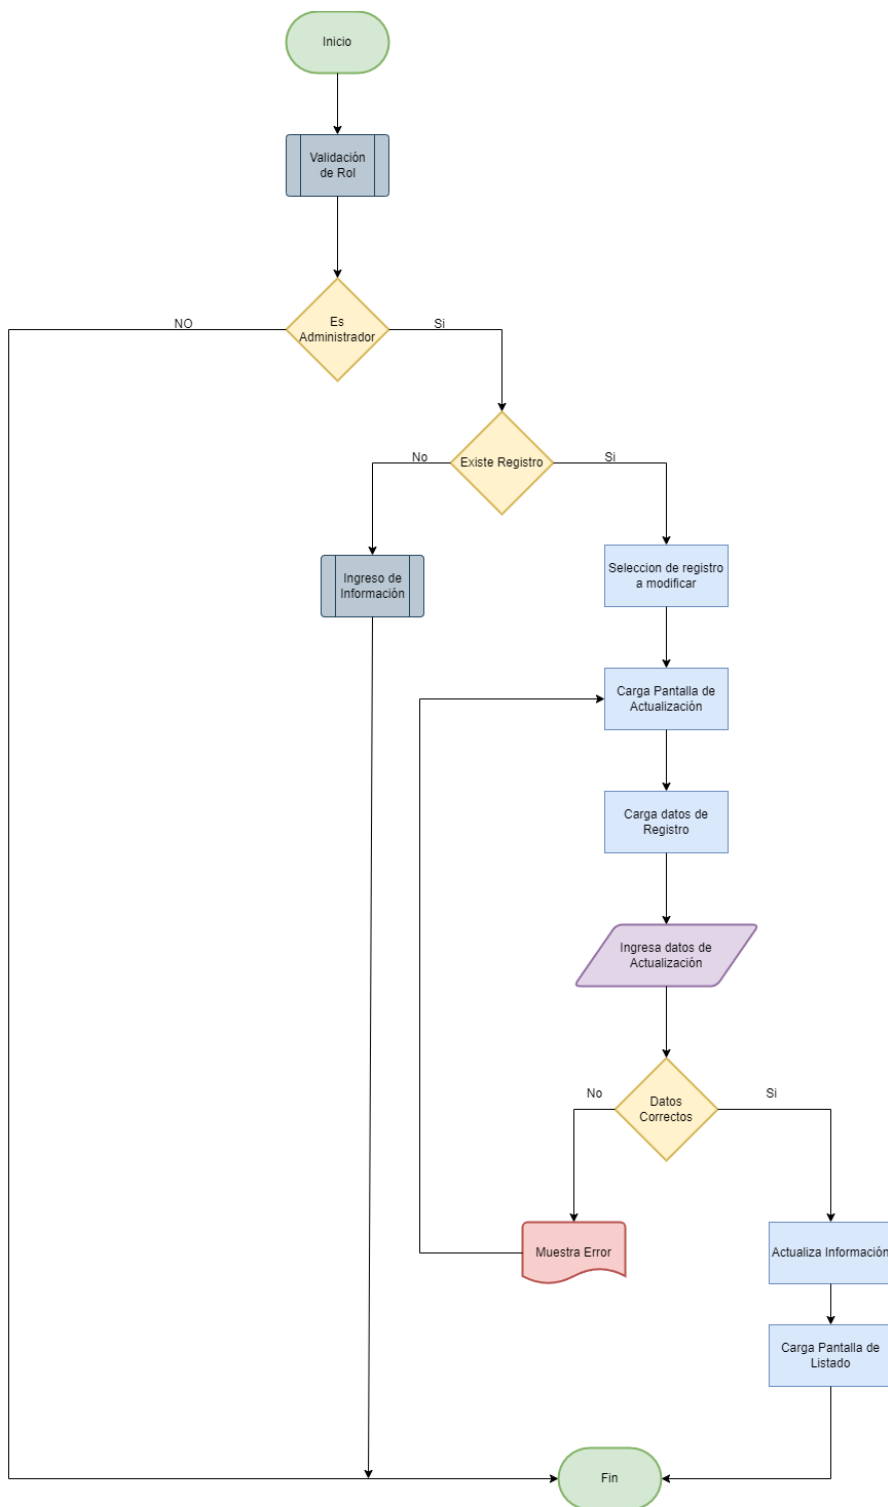 Inicio
Validación
de Rol
Es
Administrador
NO
Si
Existe Registro
No
Si
Ingreso de
Información
Seleccion de registro
a modificar
Carga Pantalla de
Actualización
Carga datos de
Registro
Ingresa datos de
Actualización
Datos
Correctos
No
Si
Muestra Error
Actualiza Información
Carga Pantalla de
Listado
Fin